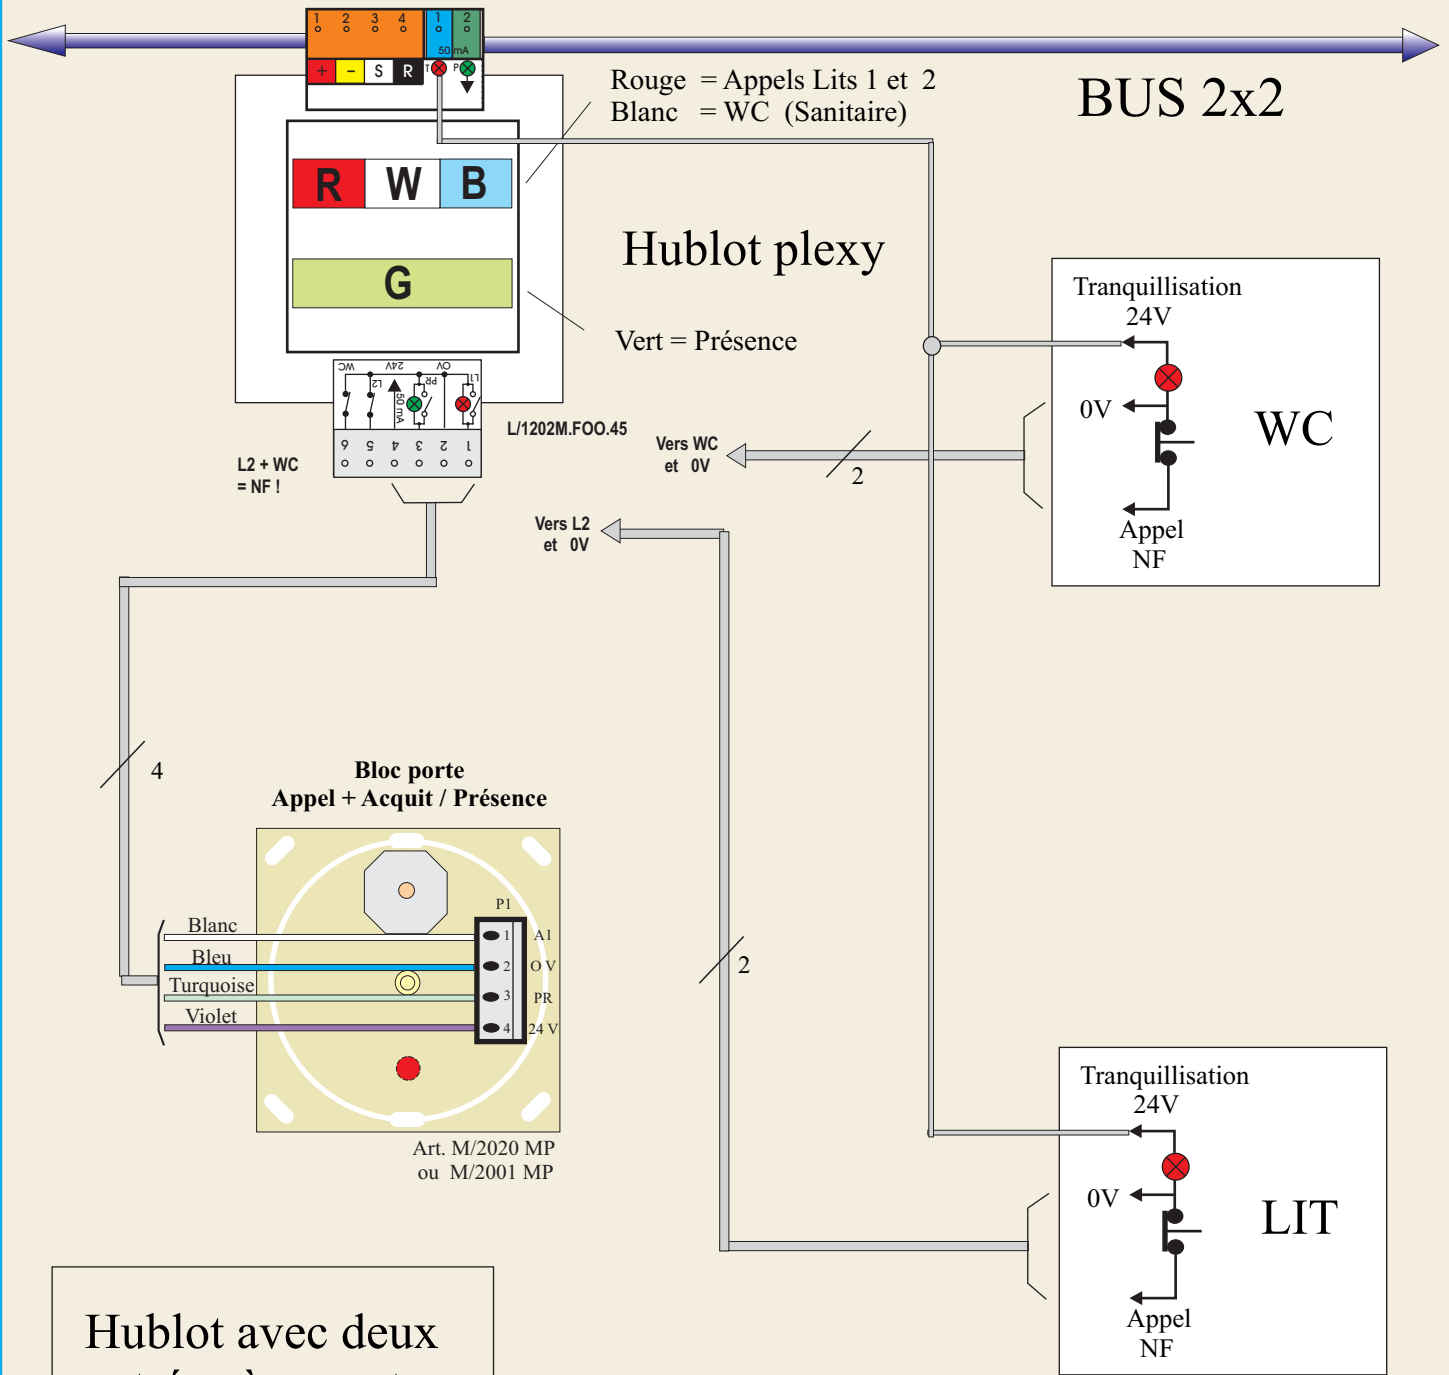 1 2 3 4 1 2
50 mA
+ − S R T P
Rouge = Appels Lits 1 et 2
Blanc = WC (Sanitaire)
BUS 2x2
R W B
Hublot plexy
G
Vert = Présence
WC L2 24V PR 0V L1
50 mA
6 5 4 3 2 1
L/1202M.FOO.45
L2 + WC
= NF !
Tranquillisation
24V
0V
WC
Appel
NF
Vers WC
et 0V
2
Vers L2
et 0V
4
Bloc porte
Appel + Acquit / Présence
P1
Blanc 1 A1
Bleu 2 O V
Turquoise 3 PR
Violet 4 24 V
2
Art. M/2020 MP
ou M/2001 MP
Tranquillisation
24V
0V
LIT
Appel
NF
Hublot avec deux